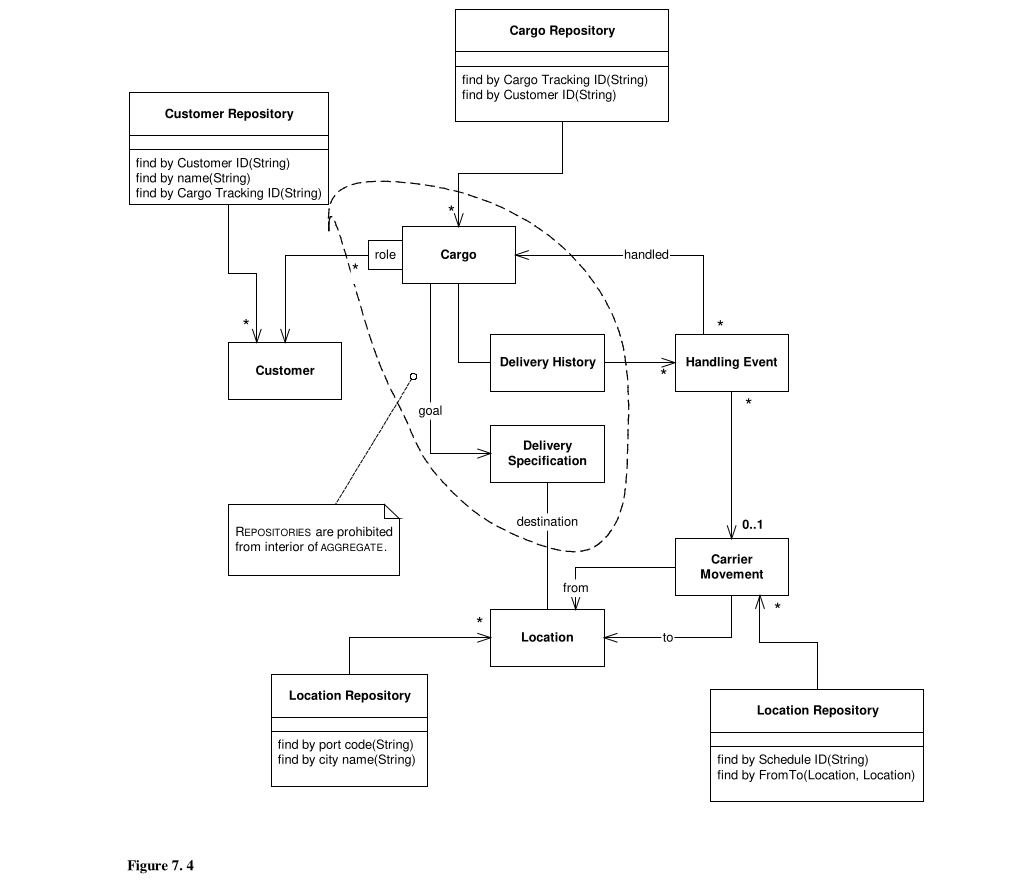 Cargo Repository
find by Cargo Tracking ID(String)
find by Customer ID(String)
Customer Repository
find by Customer ID(String)
find by name(String)
find by Cargo Tracking ID(String)
*
role
Cargo
handled
*
*
*
Customer
Delivery History
Handling Event
*
*
goal
Delivery
Specification
destination
REPOSITORIES are prohibited
from interior of AGGREGATE.
0..1
Carrier
Movement
from
*
*
Location
to
Location Repository
find by port code(String)
find by city name(String)
Location Repository
find by Schedule ID(String)
find by FromTo(Location, Location)
Figure 7. 4